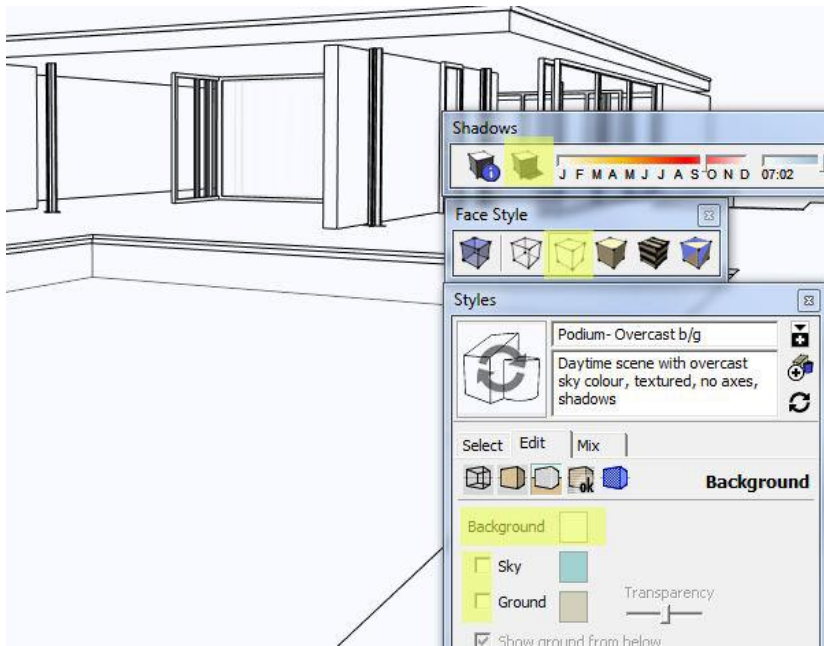 Shadows
J F M A M J J A S O N D 07:02
Face Style
Styles
Podium- Overcast b/g
Daytime scene with overcast
sky colour, textured, no axes,
shadows
Select Edit Mix
ok Background
Background
Sky
Ground Transparency
Show ground from below